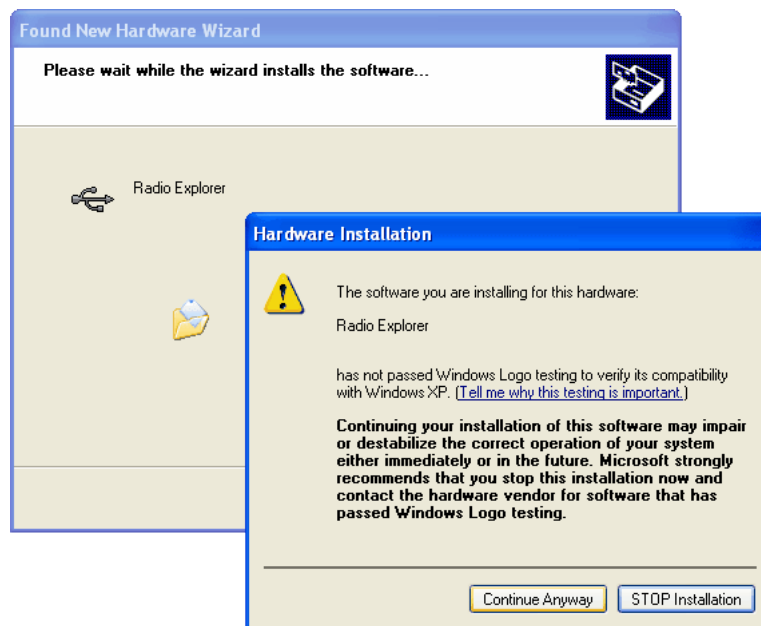 Found New Hardware Wizard
Please wait while the wizard installs the software...
Radio Explorer
Hardware Installation
The software you are installing for this hardware:
Radio Explorer
has not passed Windows Logo testing to verify its compatibility
with Windows XP. (Tell me why this testing is important.)
Continuing your installation of this software may impair
or destabilize the correct operation of your system
either immediately or in the future. Microsoft strongly
recommends that you stop this installation now and
contact the hardware vendor for software that has
passed Windows Logo testing.
Continue Anyway
STOP Installation